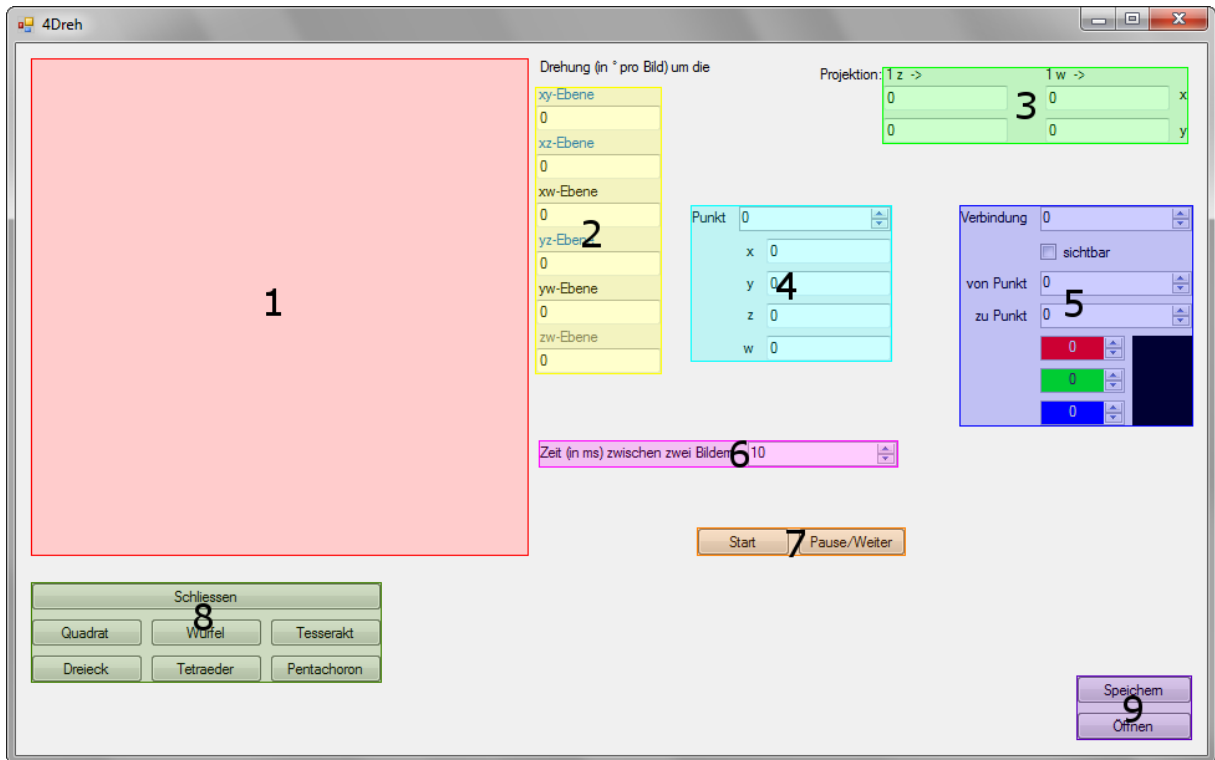 4Dreh
Drehung (in ° pro Bild) um die
Projektion: 1 z -> 1 w ->
0 0 x
3
0 0 y
xy-Ebene
0
xz-Ebene
0
xw-Ebene
0
2
yz-Ebene
0
yw-Ebene
0
zw-Ebene
0
1
Punkt 0
x 0
y 0
4
z 0
w 0
Verbindung 0
sichtbar
von Punkt 0
5
zu Punkt 0
0
0
0
Zeit (in ms) zwischen zwei Bildern 6 10
Start 7 Pause/Weiter
Schliessen
8
Quadrat Würfel Tesserakt
Dreieck Tetraeder Pentachoron
Speichern
9
Öffnen